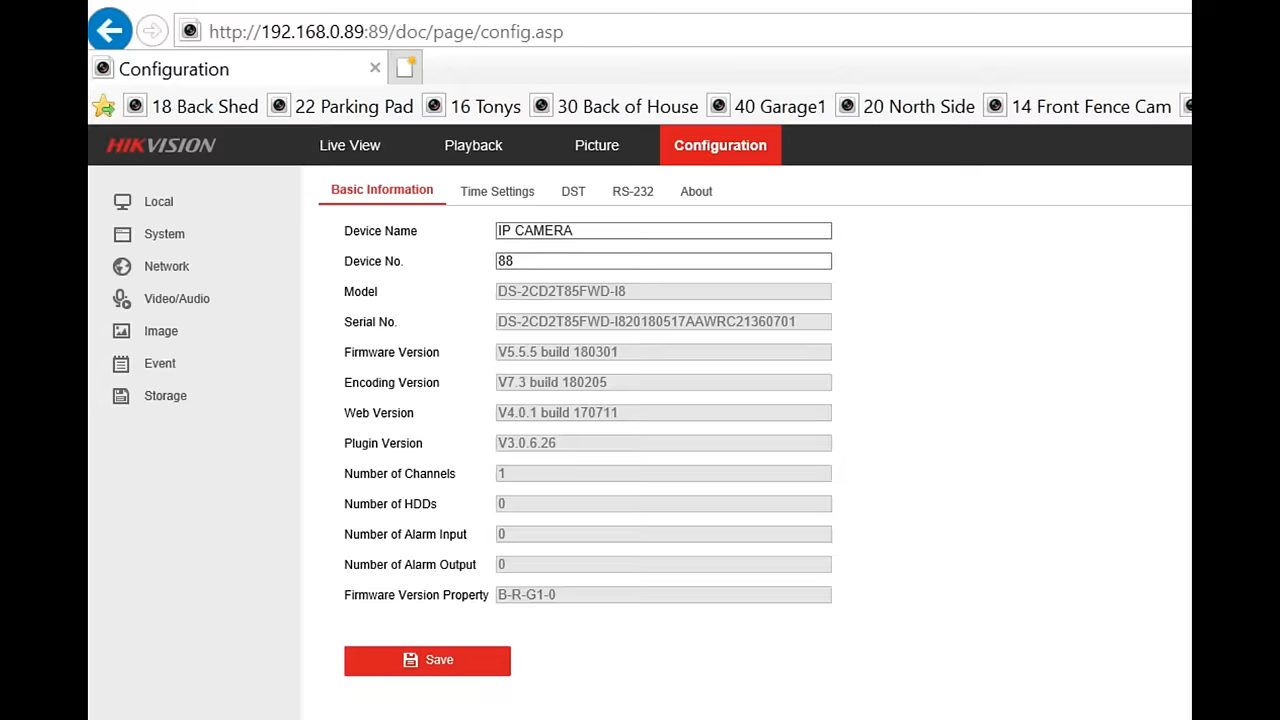 http://192.168.0.89:89/doc/page/config.asp
Configuration
18 Back Shed 22 Parking Pad 16 Tonys 30 Back of House 40 Garage1 20 North Side 14 Front Fence Cam
HIKVISION Live View Playback Picture Configuration
Local
System
Network
Video/Audio
Image
Event
Storage
Basic Information Time Settings DST RS-232 About
Device Name IP CAMERA
Device No. 88
Model DS-2CD2T85FWD-I8
Serial No. DS-2CD2T85FWD-I820180517AAWRC21360701
Firmware Version V5.5.5 build 180301
Encoding Version V7.3 build 180205
Web Version V4.0.1 build 170711
Plugin Version V3.0.6.26
Number of Channels 1
Number of HDDs 0
Number of Alarm Input 0
Number of Alarm Output 0
Firmware Version Property B-R-G1-0
Save